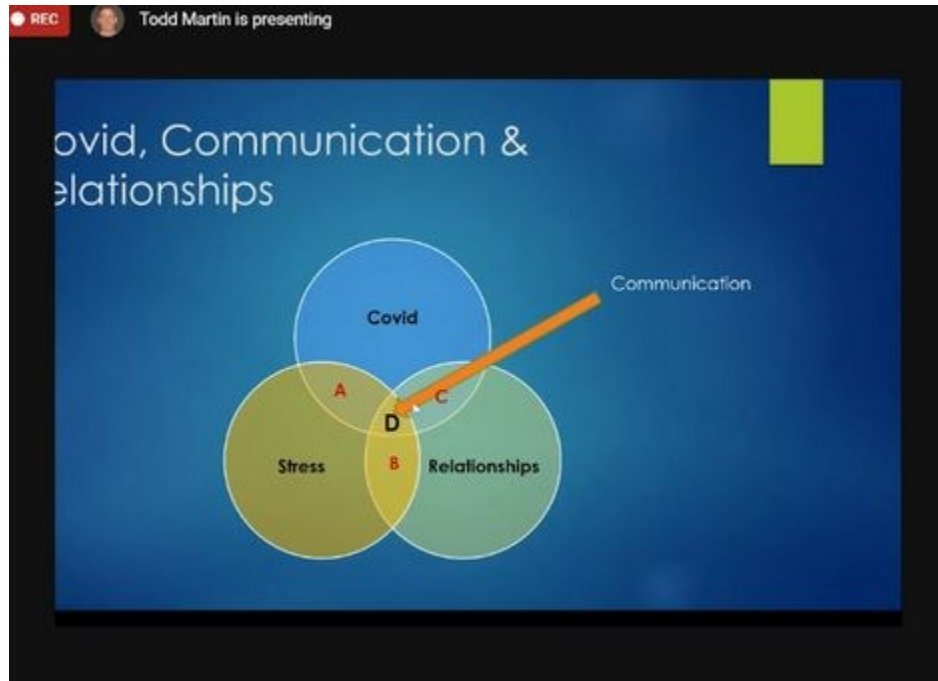 REC
Todd Martin is presenting
ovid, Communication &
elationships
Communication
Covid
A
C
D
B
Stress
Relationships